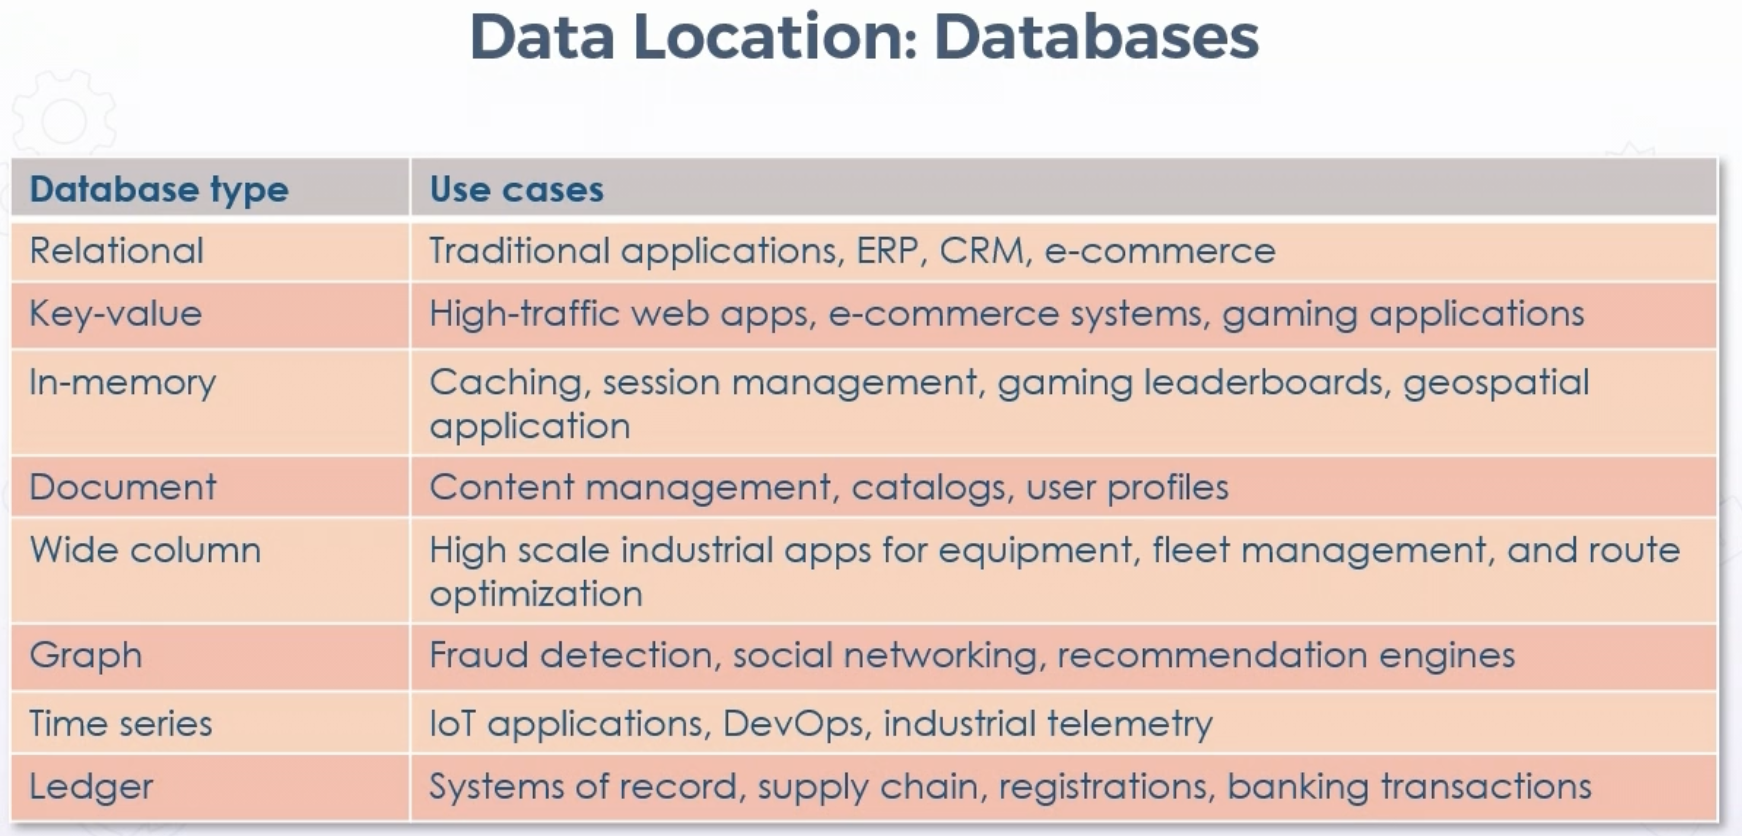 Data Location: Databases
Database type
Use cases
Relational
Traditional applications, ERP, CRM, e-commerce
Key-value
High-traffic web apps, e-commerce systems, gaming applications
In-memory
Caching, session management, gaming leaderboards, geospatial
application
Document
Content management, catalogs, user profiles
Wide column
High scale industrial apps for equipment, fleet management, and route
optimization
Graph
Fraud detection, social networking, recommendation engines
Time series
IoT applications, DevOps, industrial telemetry
Ledger
Systems of record, supply chain, registrations, banking transactions